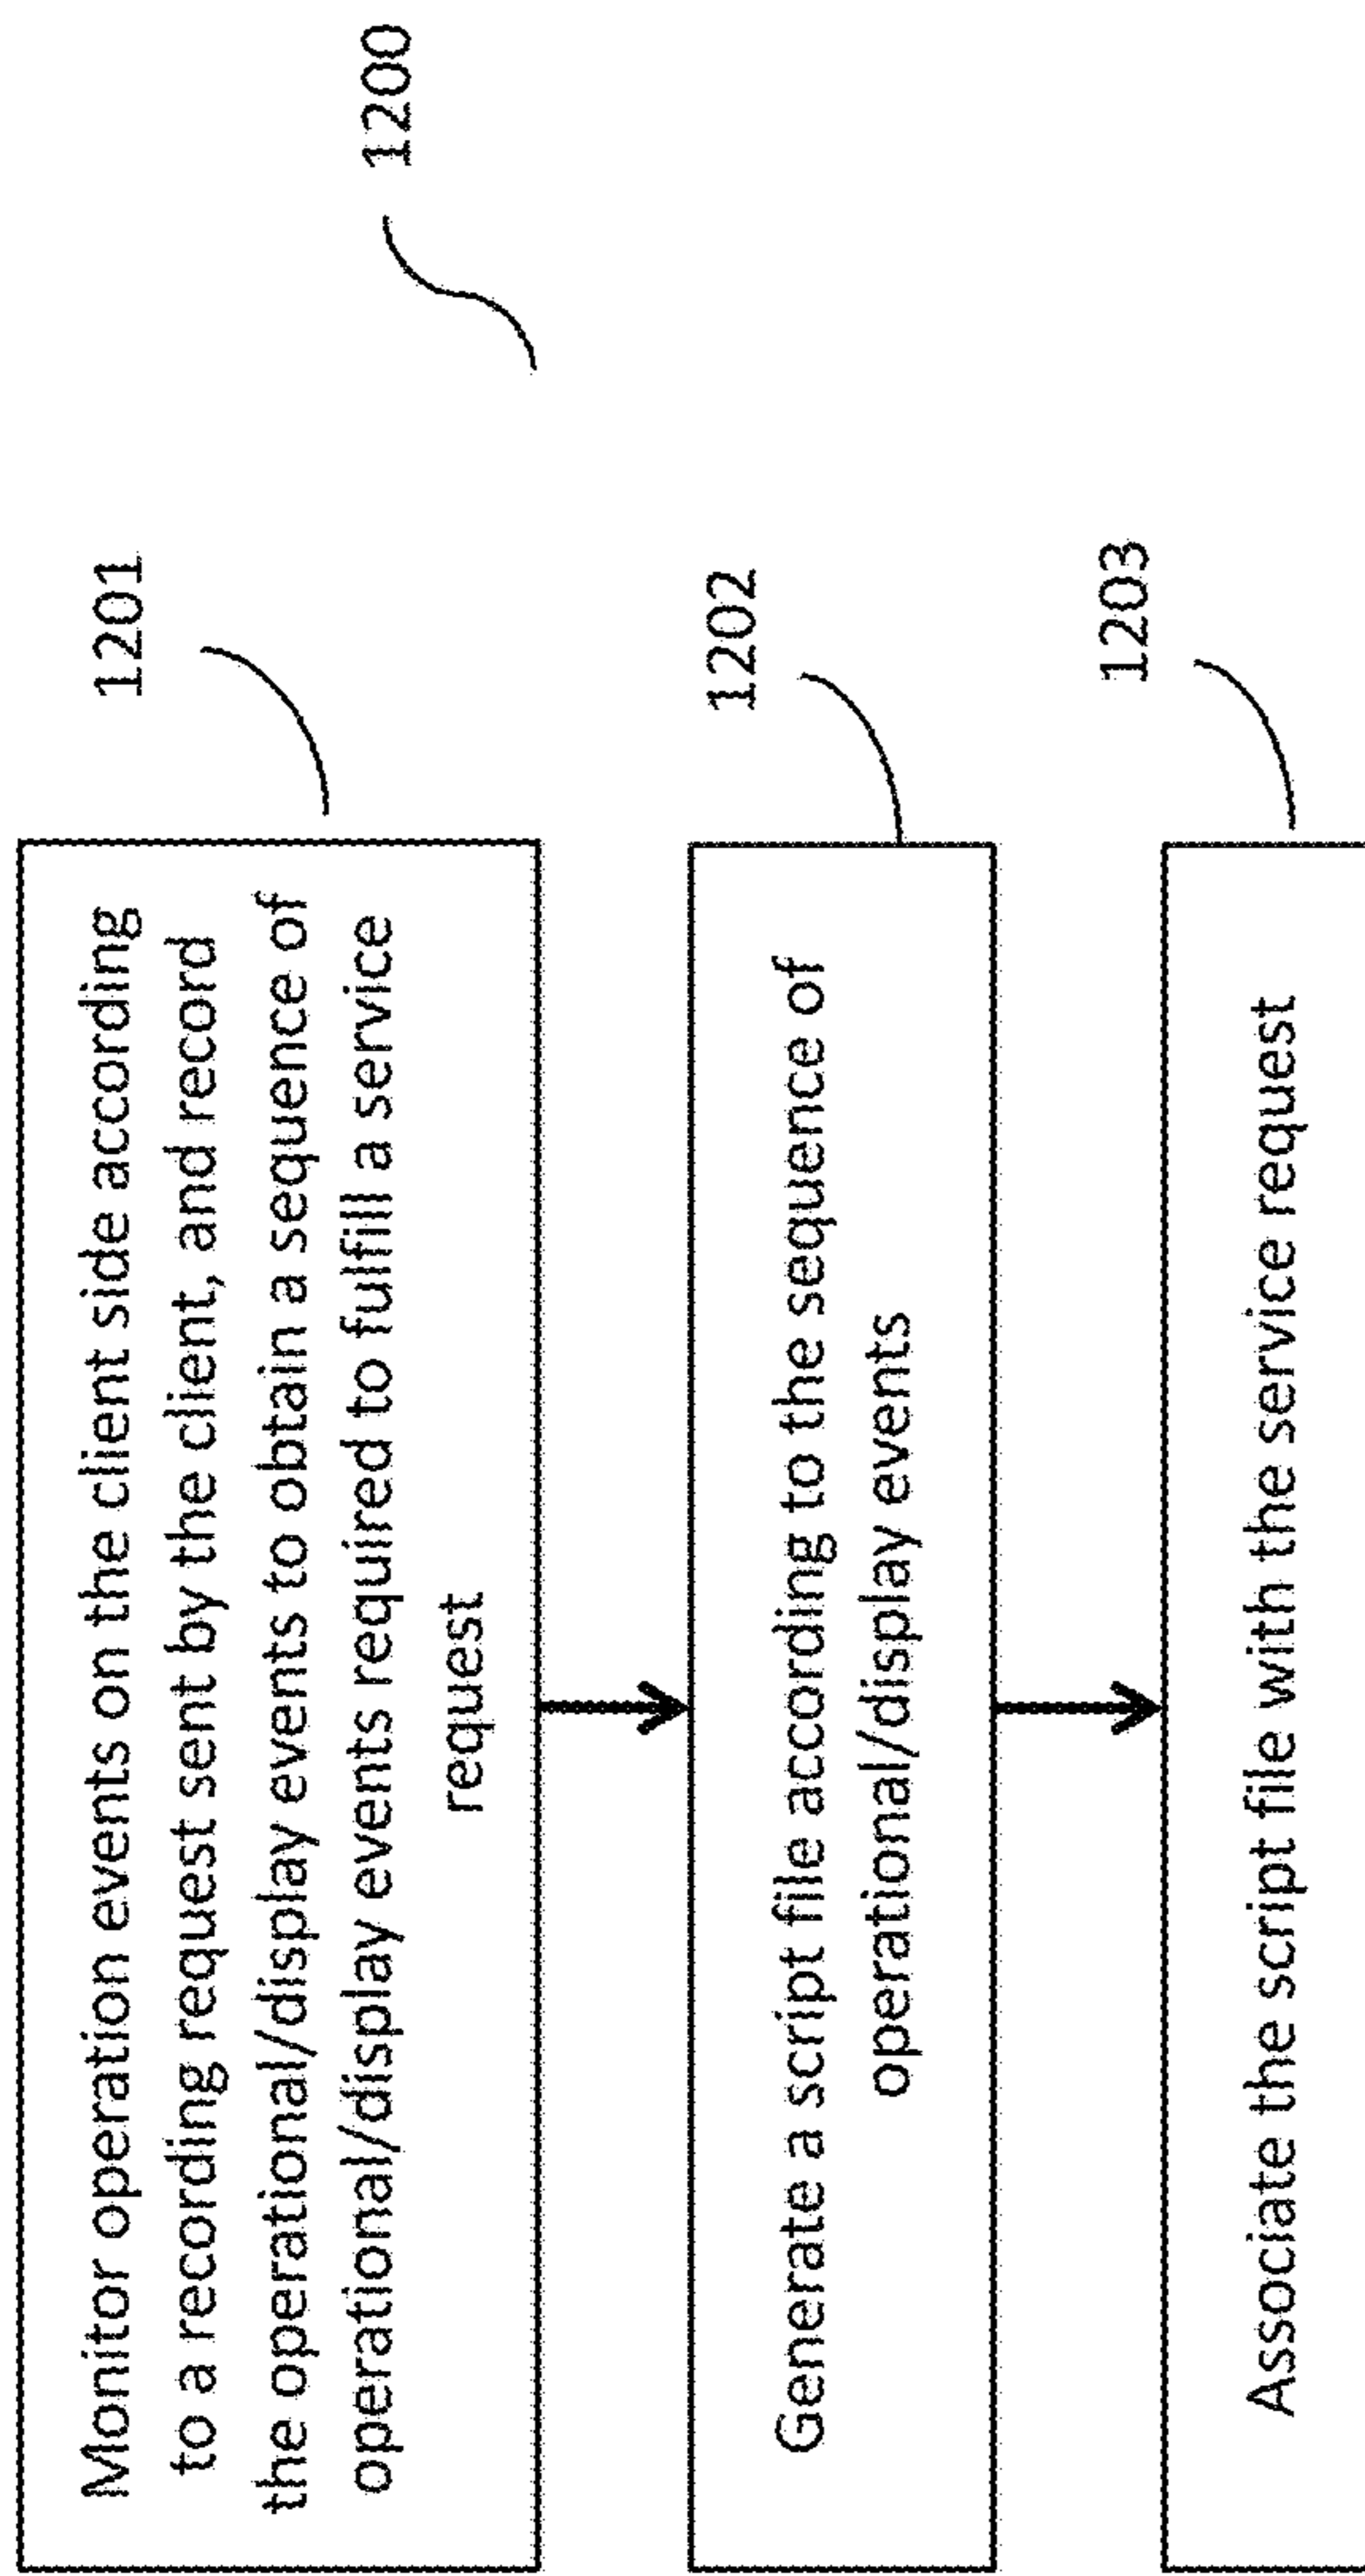 1200
1201
Monitor operation events on the client side according
to a recording request sent by the client, and record
the operational/display events to obtain a sequence of
operational/display events required to fulfill a service
request
1202
Generate a script file according to the sequence of
operational/display events
1203
Associate the script file with the service request